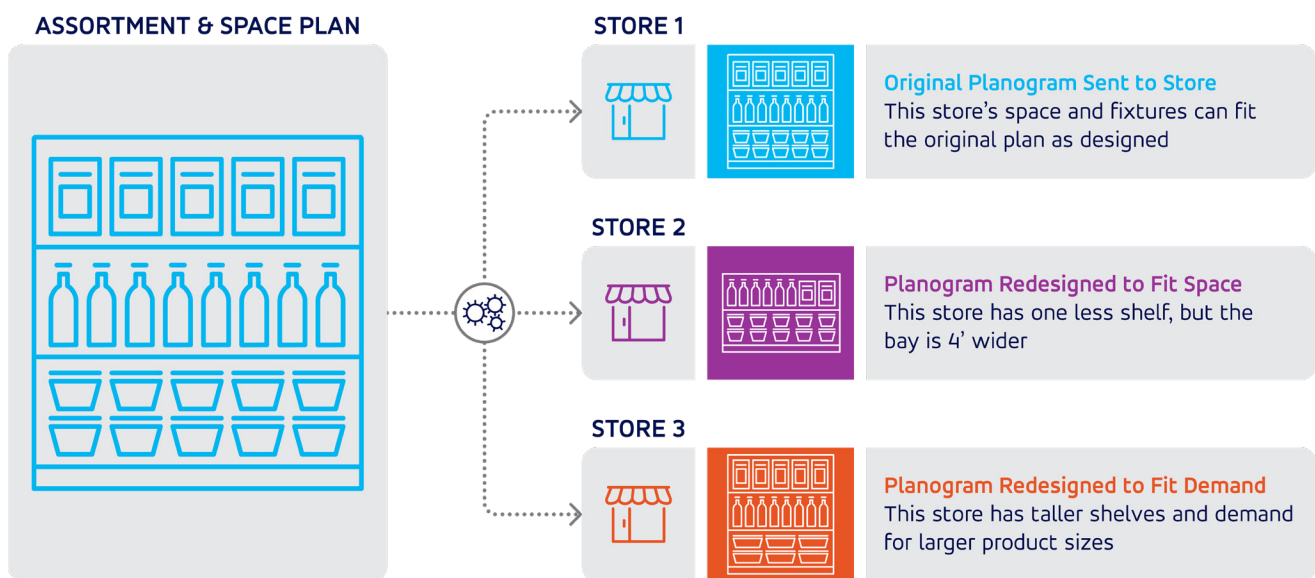 ASSORTMENT & SPACE PLAN
STORE 1
Original Planogram Sent to Store
This store's space and fixtures can fit
the original plan as designed
STORE 2
Planogram Redesigned to Fit Space
This store has one less shelf, but the
bay is 4' wider
STORE 3
Planogram Redesigned to Fit Demand
This store has taller shelves and demand
for larger product sizes